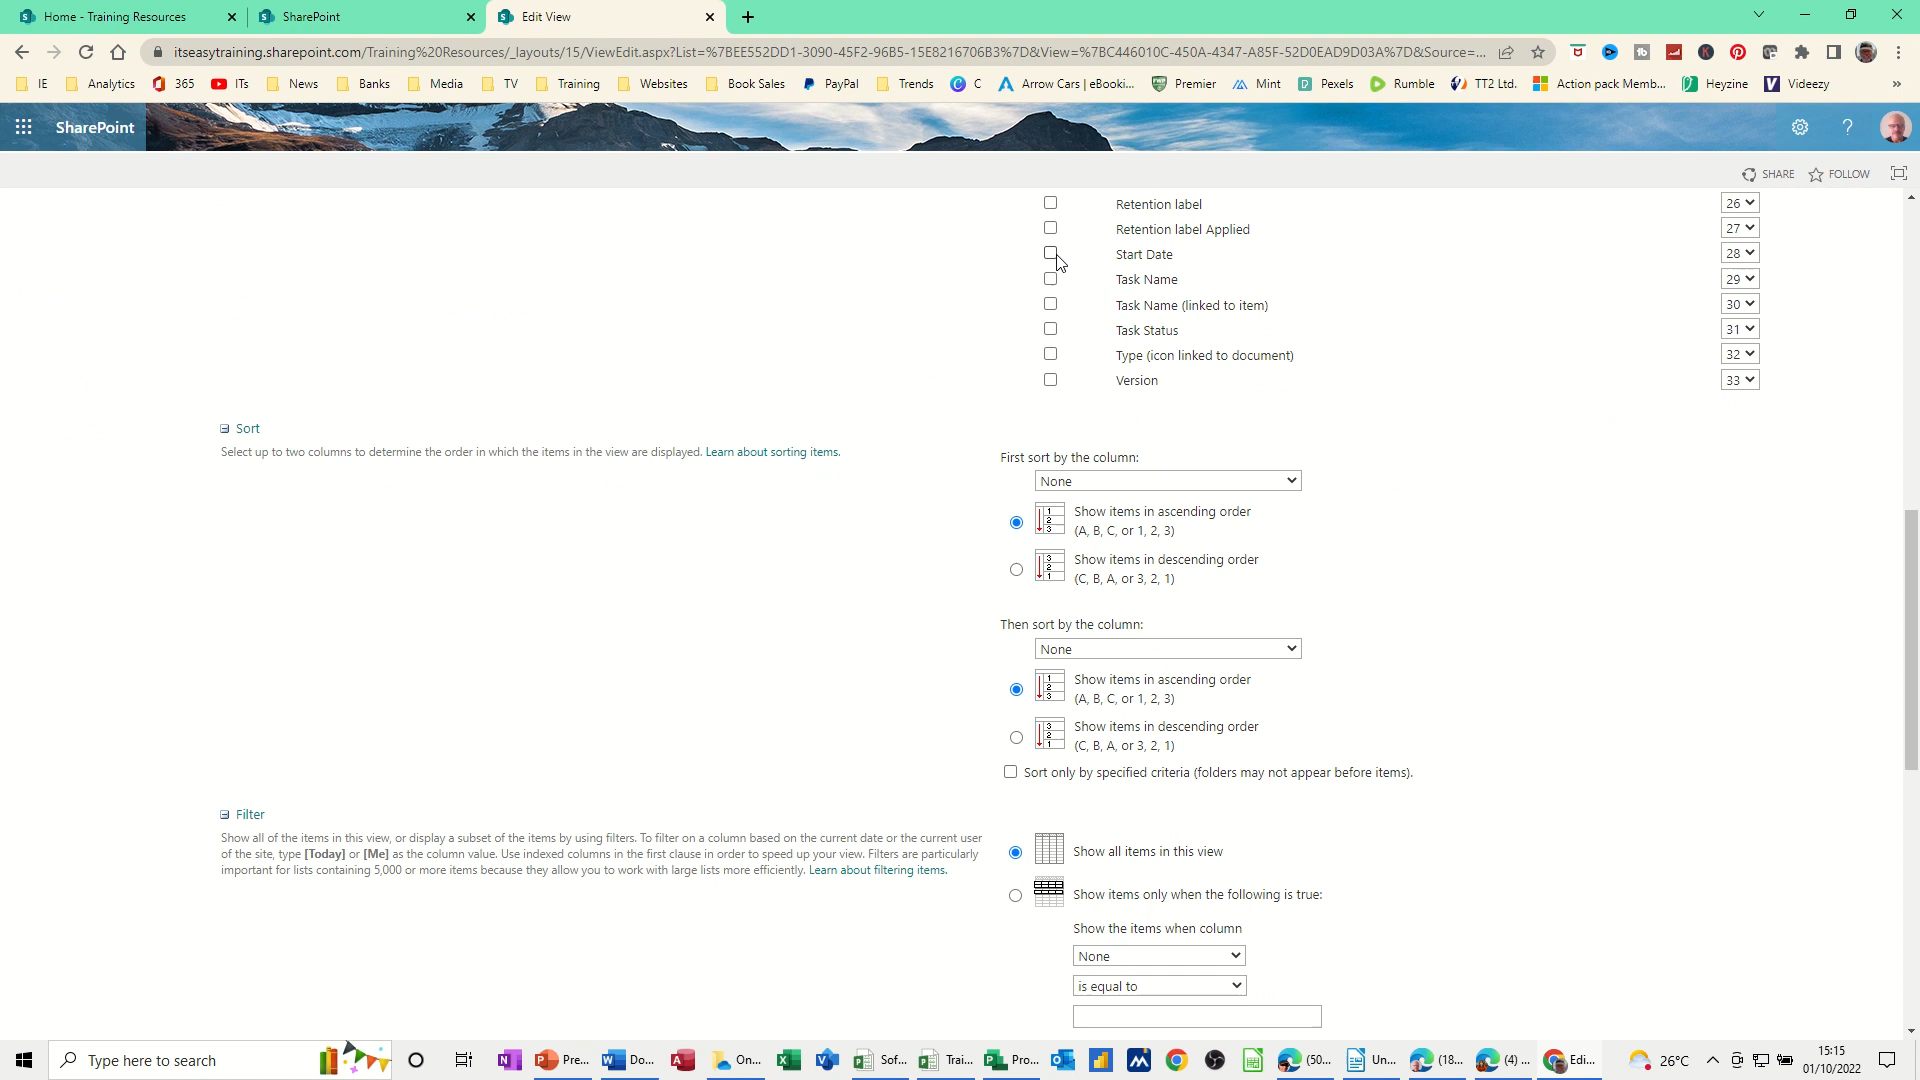 Home - Training Resources
SharePoint
Edit View
itseasytraining.sharepoint.com/Training%20Resources/_layouts/15/ViewEdit.aspx?List=%7BEE552DD1-3090-45F2-96B5-15E8216706B3%7D&View=%7BC446010C-450A-4347-A85F-52D0EAD9D03A%7D&Source=...
IE
Analytics
365
ITs
News
Banks
Media
TV
Training
Websites
Book Sales
PayPal
Trends
C
Arrow Cars | eBooki...
Premier
Mint
Pexels
Rumble
TT2 Ltd.
Action pack Memb...
Heyzine
Videezy
SharePoint
SHARE
FOLLOW
Retention label 26
Retention label Applied 27
Start Date 28
Task Name 29
Task Name (linked to item) 30
Task Status 31
Type (icon linked to document) 32
Version 33
Sort
Select up to two columns to determine the order in which the items in the view are displayed. Learn about sorting items.
First sort by the column:
None
Show items in ascending order
(A, B, C, or 1, 2, 3)
Show items in descending order
(C, B, A, or 3, 2, 1)
Then sort by the column:
None
Show items in ascending order
(A, B, C, or 1, 2, 3)
Show items in descending order
(C, B, A, or 3, 2, 1)
Sort only by specified criteria (folders may not appear before items).
Filter
Show all of the items in this view, or display a subset of the items by using filters. To filter on a column based on the current date or the current user
of the site, type [Today] or [Me] as the column value. Use indexed columns in the first clause in order to speed up your view. Filters are particularly
important for lists containing 5,000 or more items because they allow you to work with large lists more efficiently. Learn about filtering items.
Show all items in this view
Show items only when the following is true:
Show the items when column
None
is equal to
Type here to search
Pre...
Do...
On...
Sof...
Trai...
Pro...
(50...
Un...
(18...
(4) ...
Edi...
26°C
15:15
01/10/2022